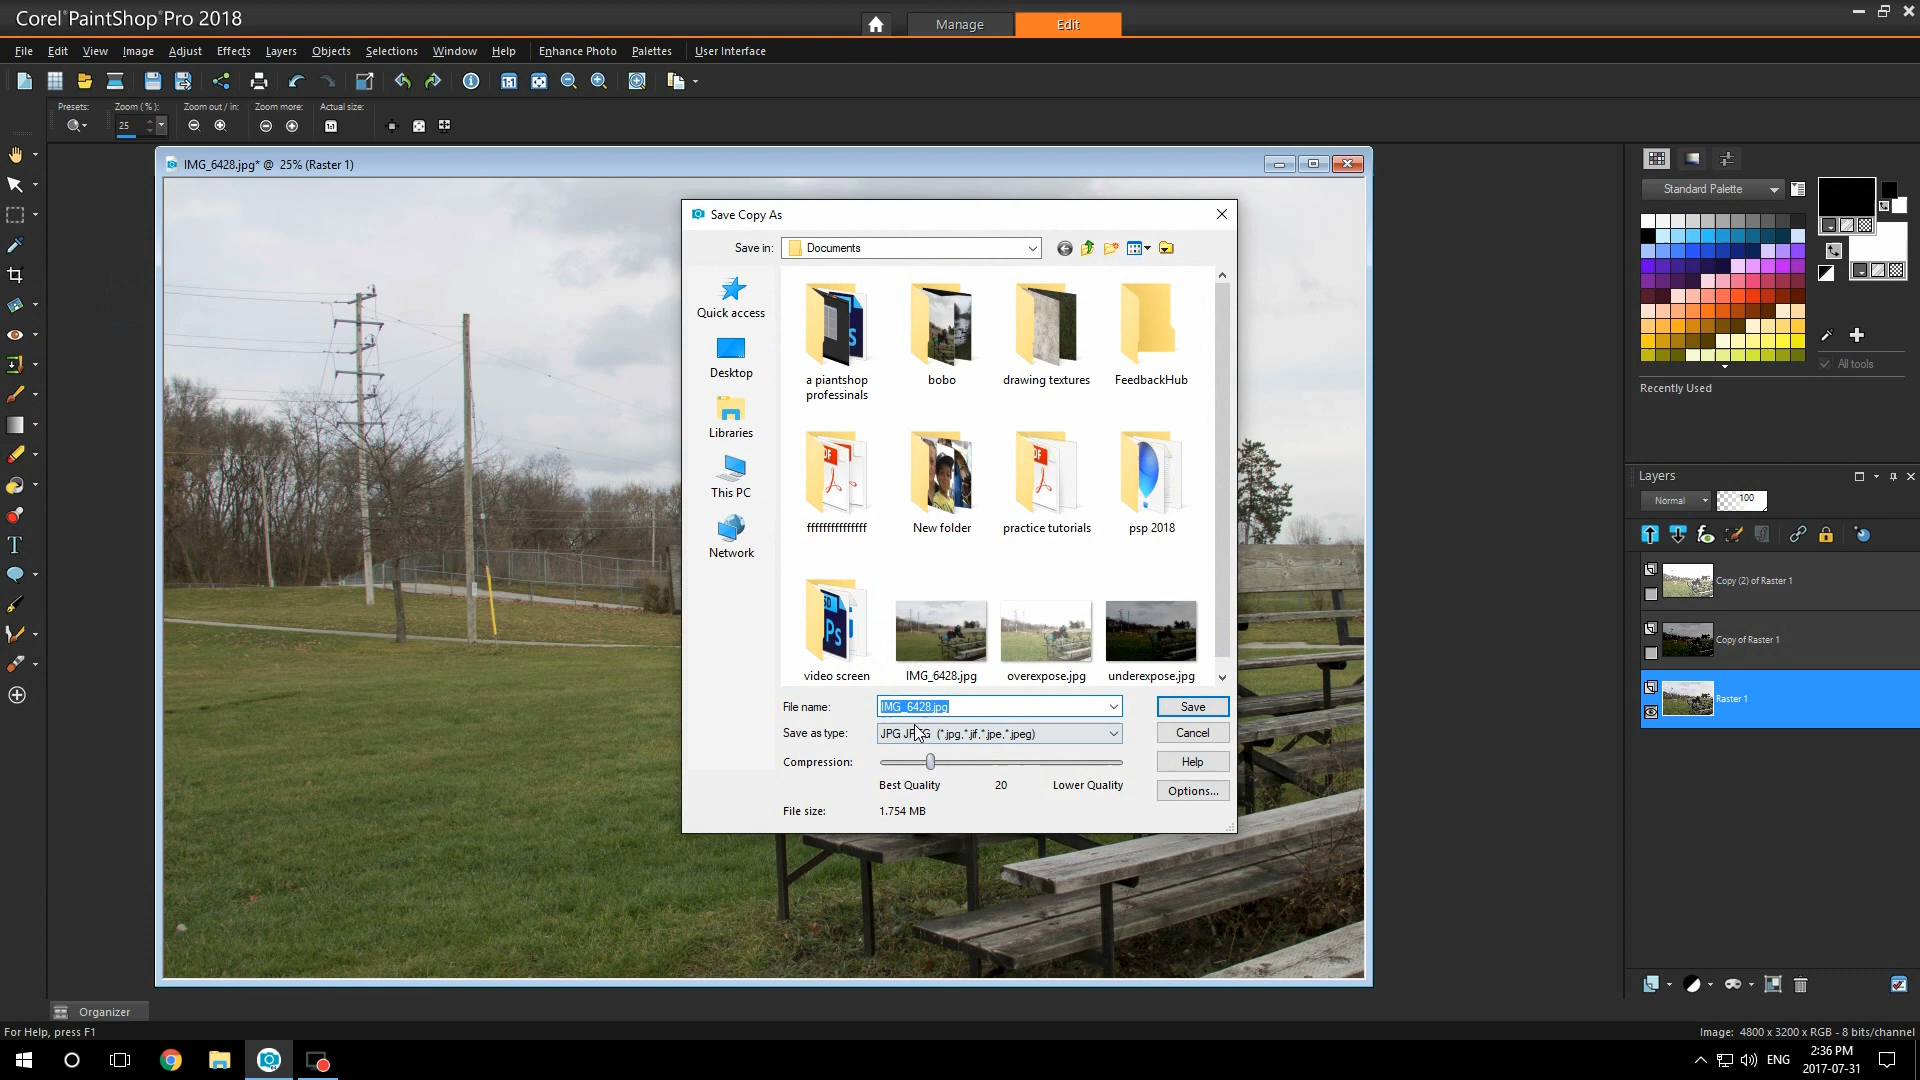 Corel PaintShop Pro 2018
Manage
Edit
File Edit View Image Adjust Effects Layers Objects Selections Window Help Enhance Photo Palettes User Interface
Presets: Zoom (%): Zoom out / in: Zoom more: Actual size:
25
IMG_6428.jpg* @ 25% (Raster 1)
Save Copy As
Save in: Documents
Quick access
Desktop
Libraries
This PC
Network
a piantshop professinals
bobo
drawing textures
FeedbackHub
fffffffffffffff
New folder
practice tutorials
psp 2018
video screen
IMG_6428.jpg
overexpose.jpg
underexpose.jpg
File name: IMG_6428.jpg
Save
Save as type: JPG JPEG (*.jpg,*.jif,*.jpe,*.jpeg)
Cancel
Compression:
Help
Best Quality 20 Lower Quality
Options...
File size: 1.754 MB
Standard Palette
All tools
Recently Used
Layers
Normal 100
Copy (2) of Raster 1
Copy of Raster 1
Raster 1
Organizer
For Help, press F1
Image: 4800 x 3200 x RGB - 8 bits/channel
ENG
2:36 PM
2017-07-31